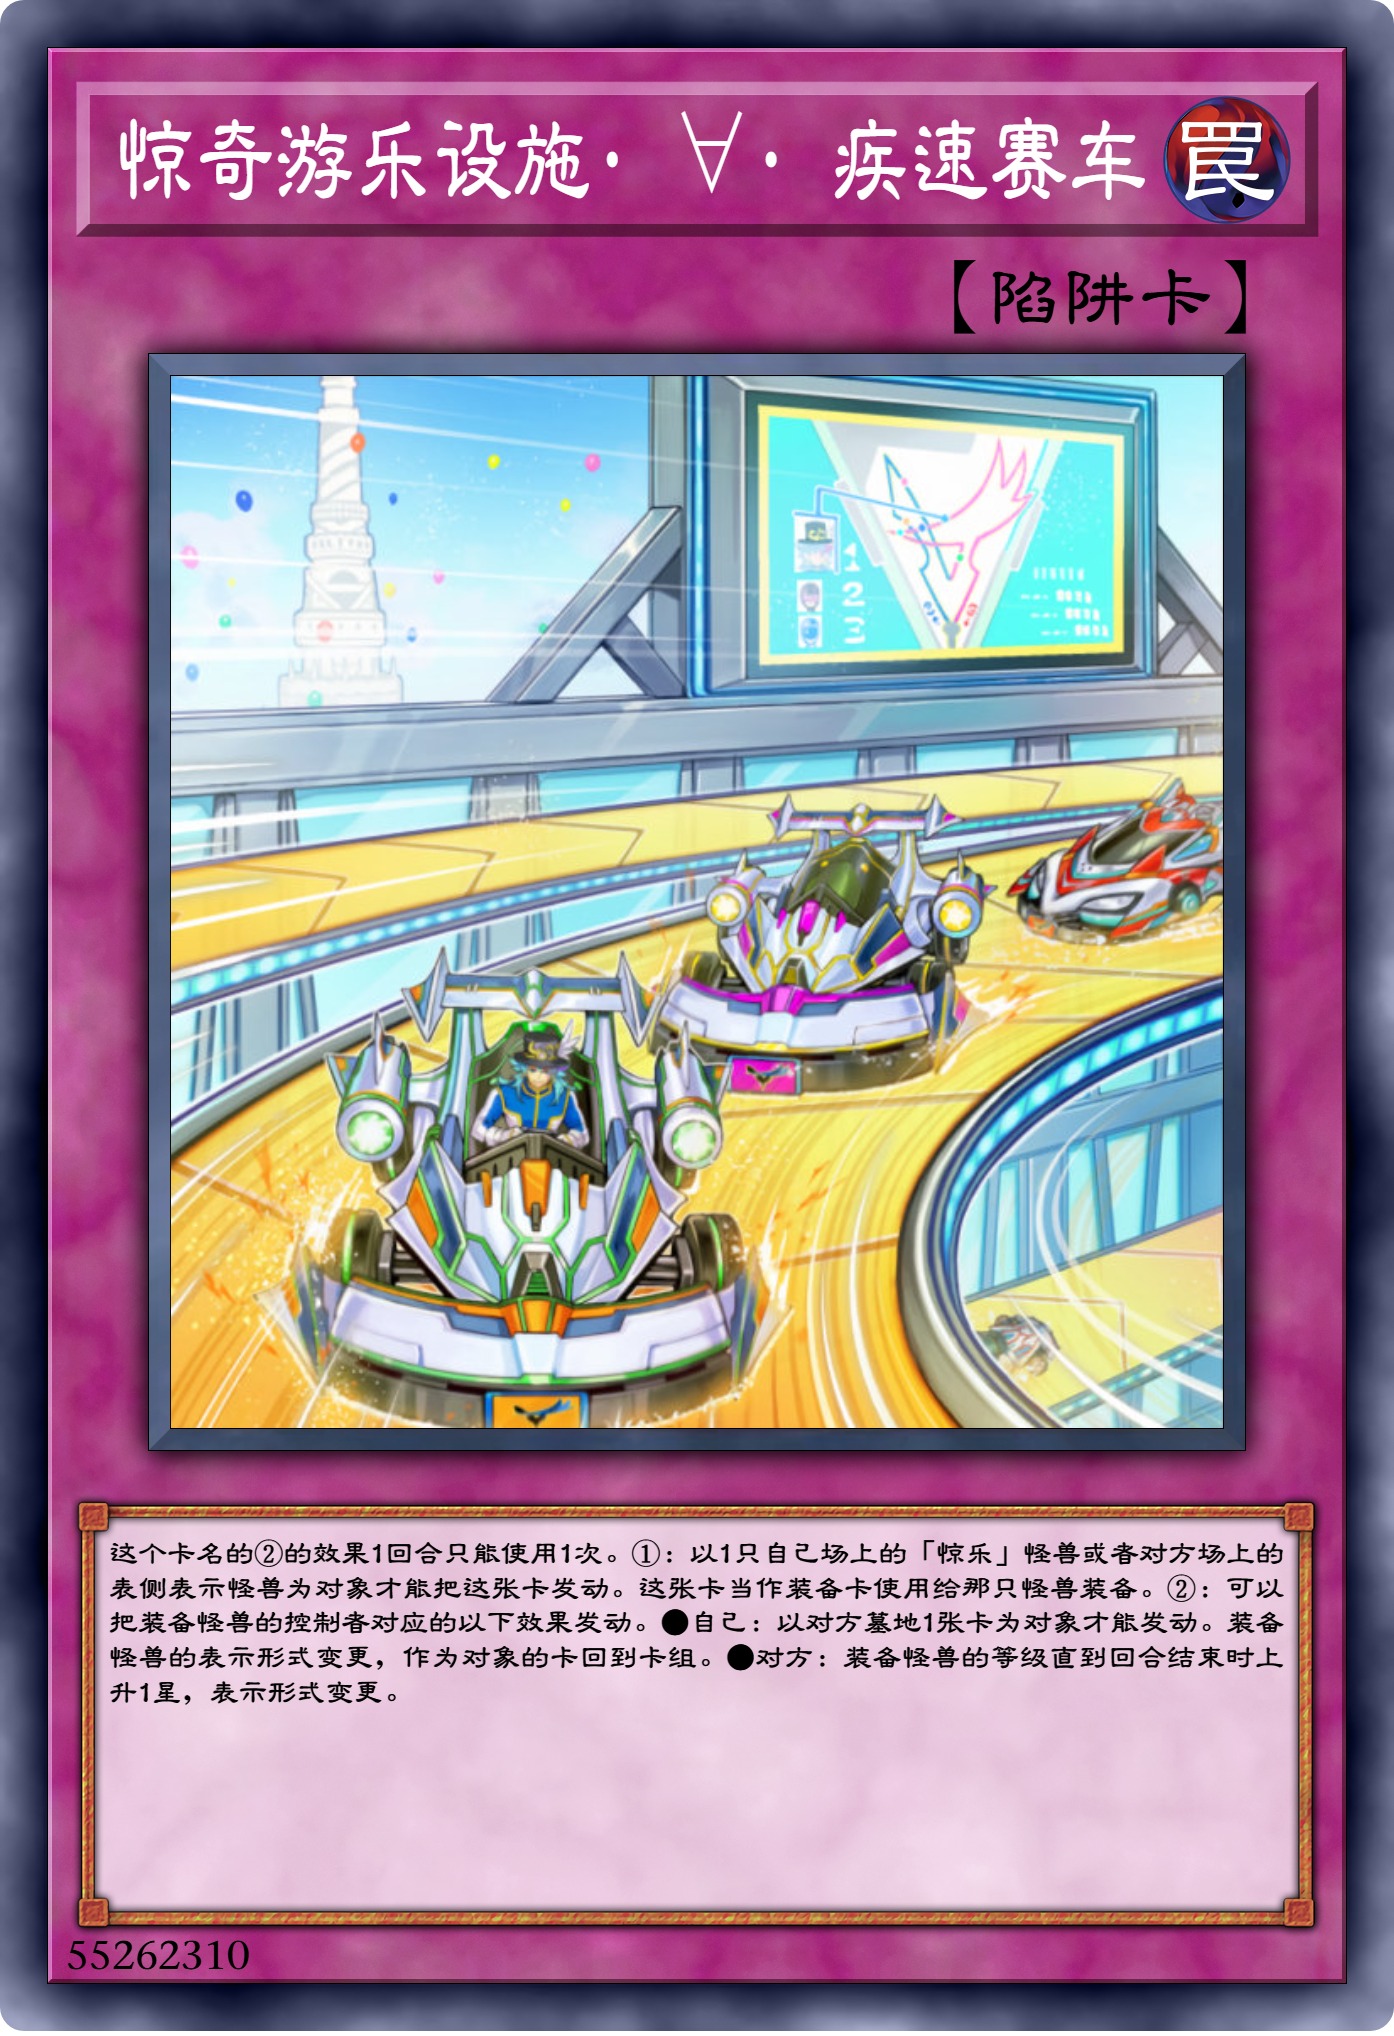 惊奇游乐设施·∀·疾速赛车 罠
【陷阱卡】
1
2
3
这个卡名的②的效果1回合只能使用1次。①：以1只自己场上的「惊乐」怪兽或者对方场上的
表侧表示怪兽为对象才能把这张卡发动。这张卡当作装备卡使用给那只怪兽装备。②：可以
把装备怪兽的控制者对应的以下效果发动。●自己：以对方墓地1张卡为对象才能发动。装备
怪兽的表示形式变更，作为对象的卡回到卡组。●对方：装备怪兽的等级直到回合结束时上
升1星，表示形式变更。
55262310